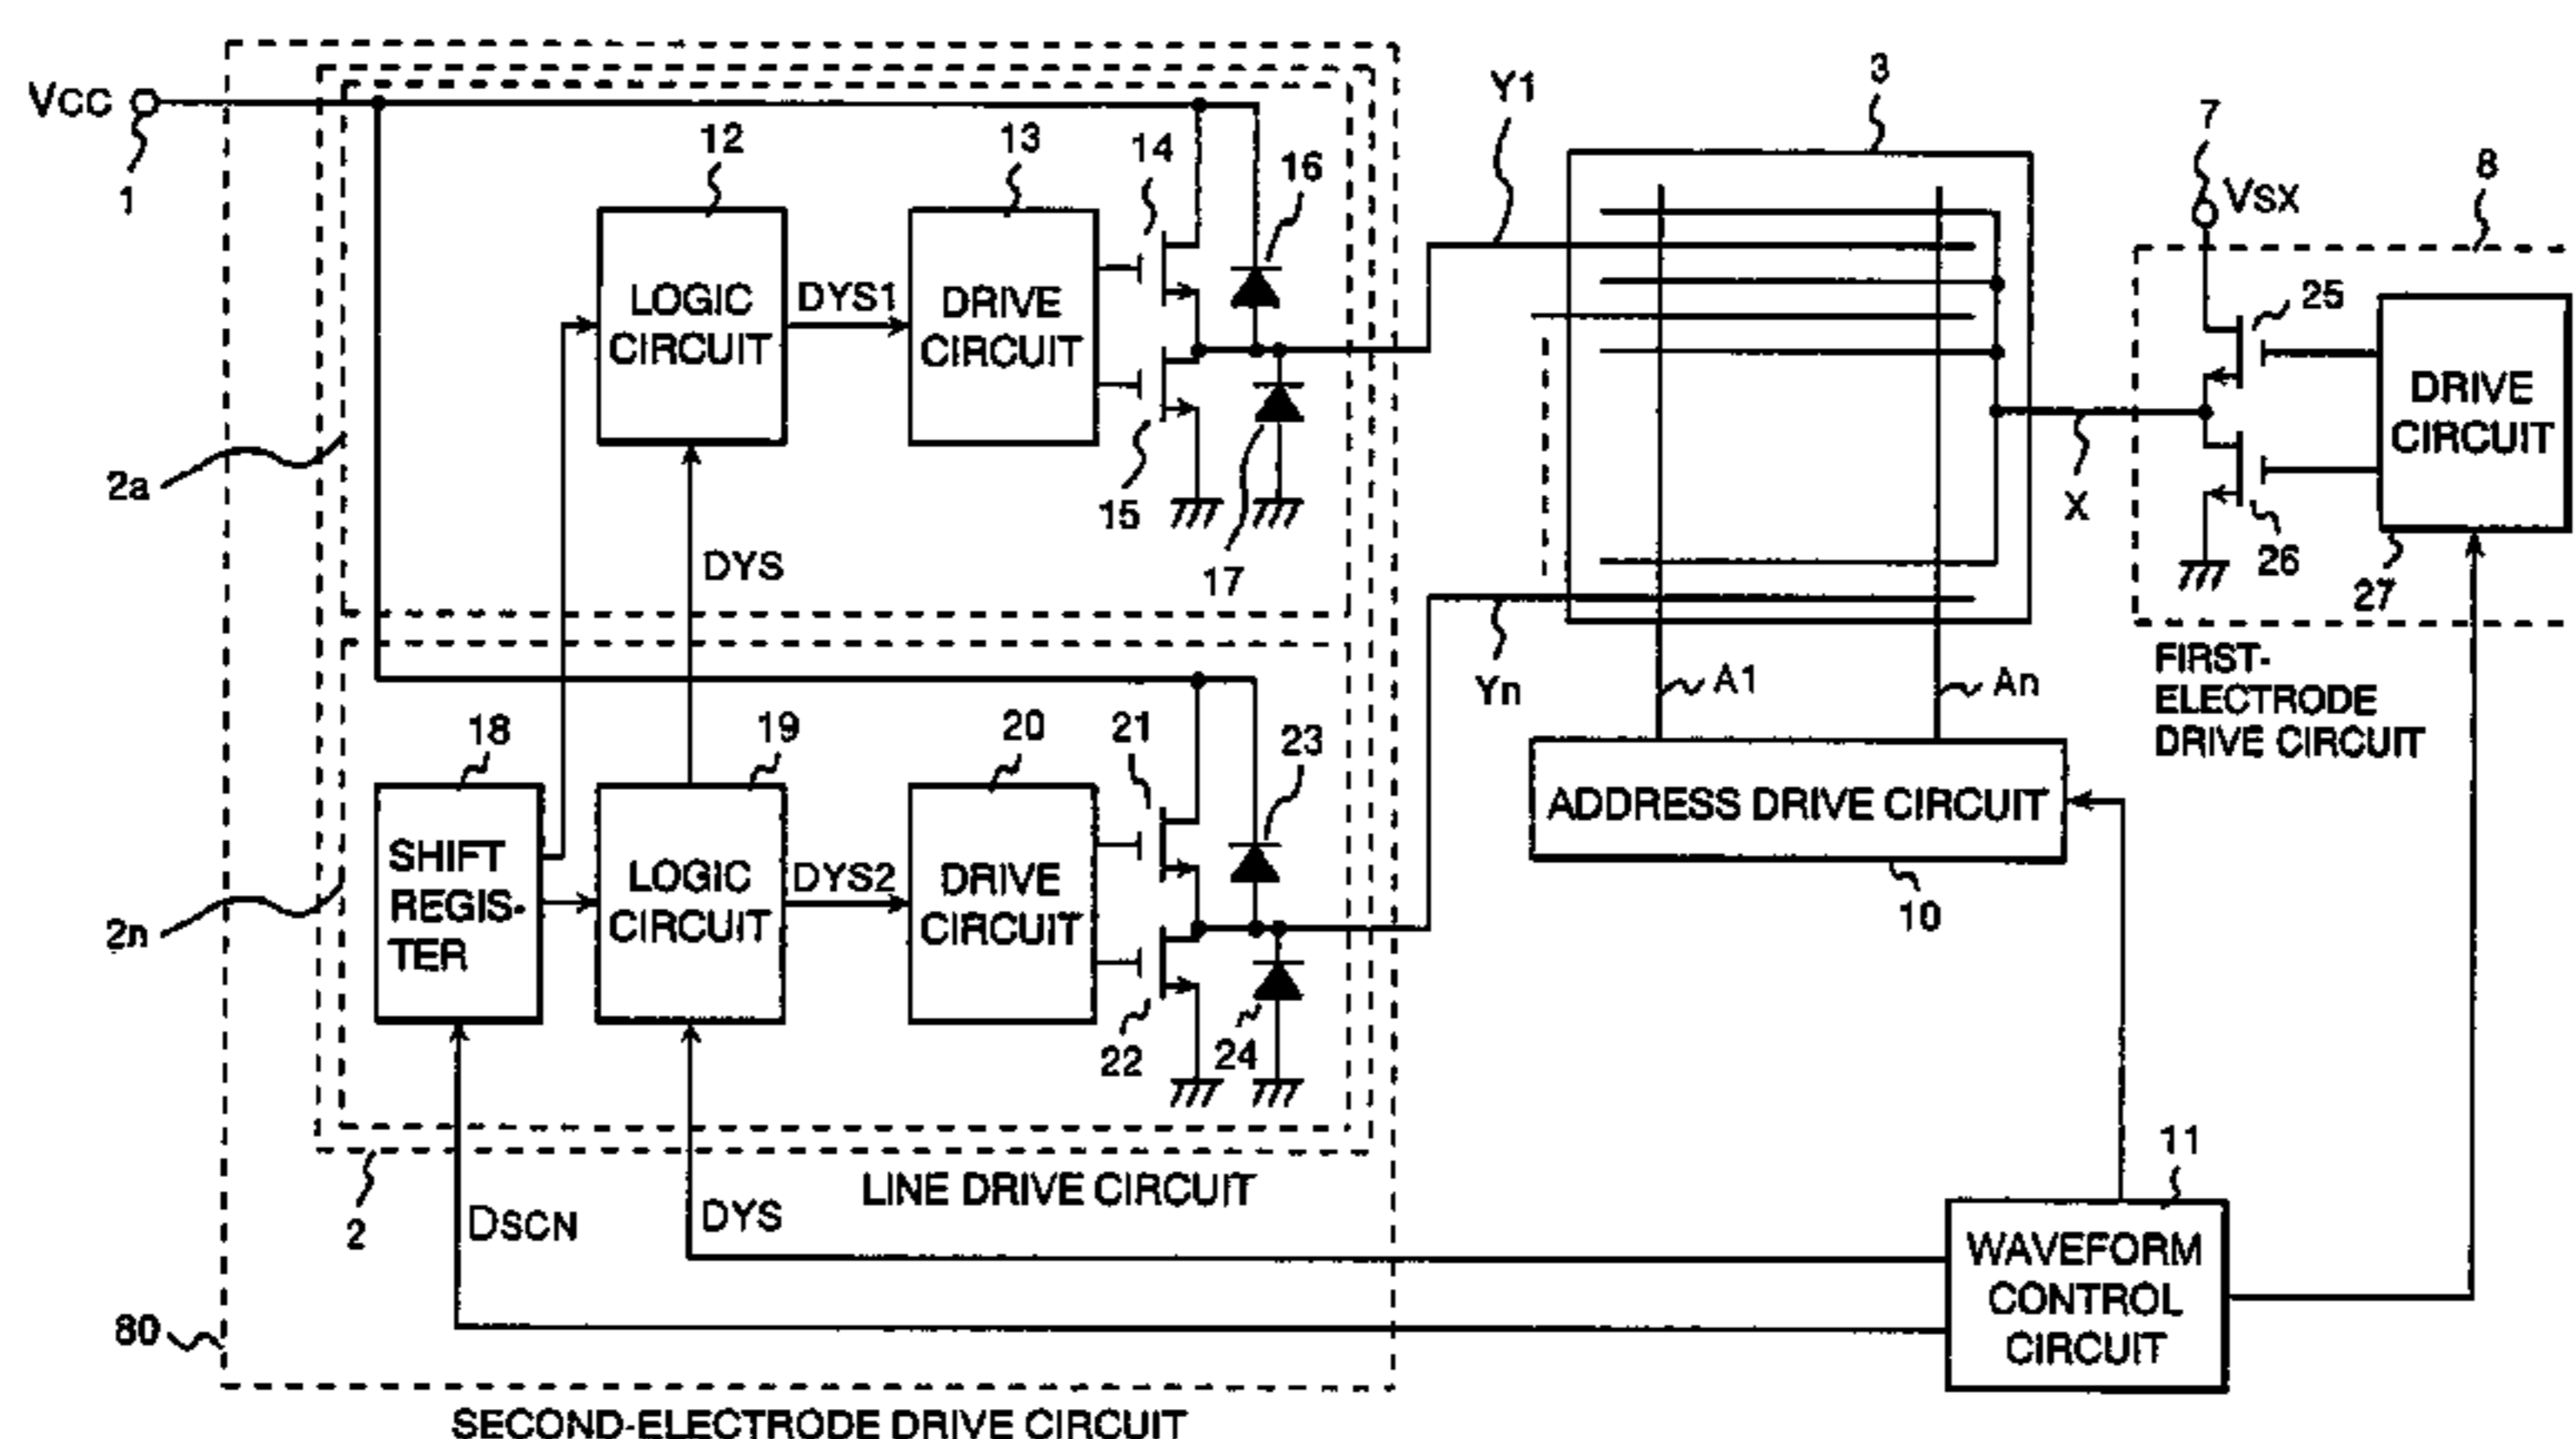 VCC
1
12
13
14
16
Y1
3
7
VSX
8
LOGIC
CIRCUIT
DYS1
DRIVE
CIRCUIT
25
DRIVE
CIRCUIT
2a
15
17
X
26
27
DYS
FIRST-
ELECTRODE
DRIVE CIRCUIT
Yn
A1
An
18
19
20
21
23
SHIFT
REGIS-
TER
LOGIC
CIRCUIT
DYS2
DRIVE
CIRCUIT
ADDRESS DRIVE CIRCUIT
10
2n
22
24
11
2
LINE DRIVE CIRCUIT
DSCN
DYS
WAVEFORM
CONTROL
CIRCUIT
80
SECOND-ELECTRODE DRIVE CIRCUIT